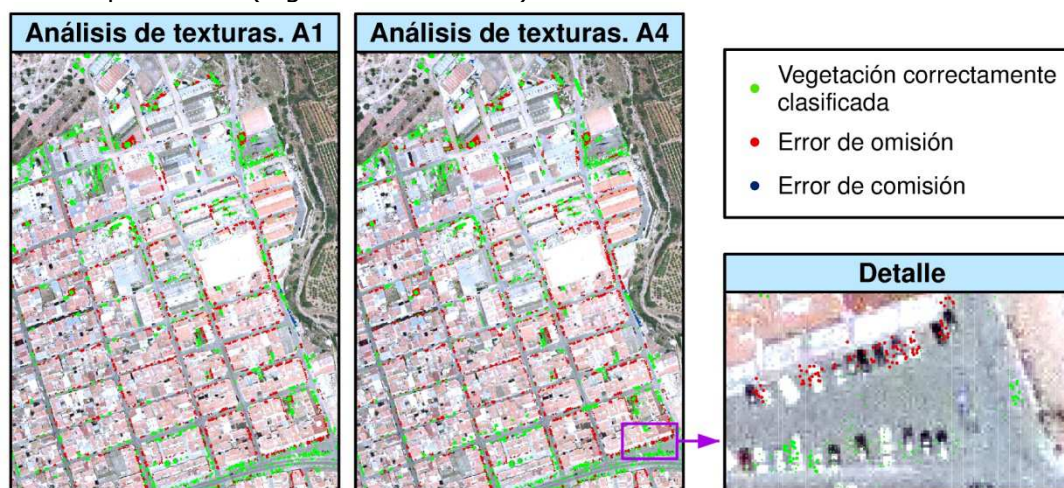 Análisis de texturas. A1
Análisis de texturas. A4
Vegetación correctamente
clasificada
Error de omisión
Error de comisión
Detalle